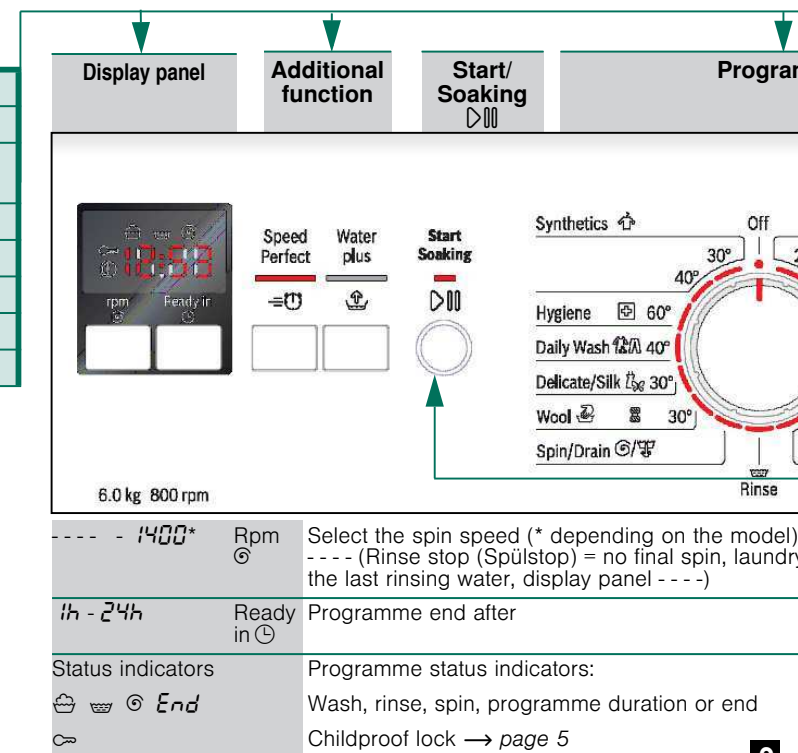 Display panel
Additional function
Start/ Soaking
Speed Perfect
Water plus
Start Soaking
rpm
Ready in
Synthetics
Off
30°
40°
Hygiene 60°
Daily Wash 40°
Delicate/Silk 30°
Wool 30°
Spin/Drain
Rinse
6.0 kg 800 rpm
- - - - - 1400* Rpm Select the spin speed (* depending on the model)
- - - - (Rinse stop (Spülstop) = no final spin, laundry
the last rinsing water, display panel - - - -)
1h - 24h Ready in Programme end after
Status indicators Programme status indicators:
End Wash, rinse, spin, programme duration or end
Childproof lock → page 5